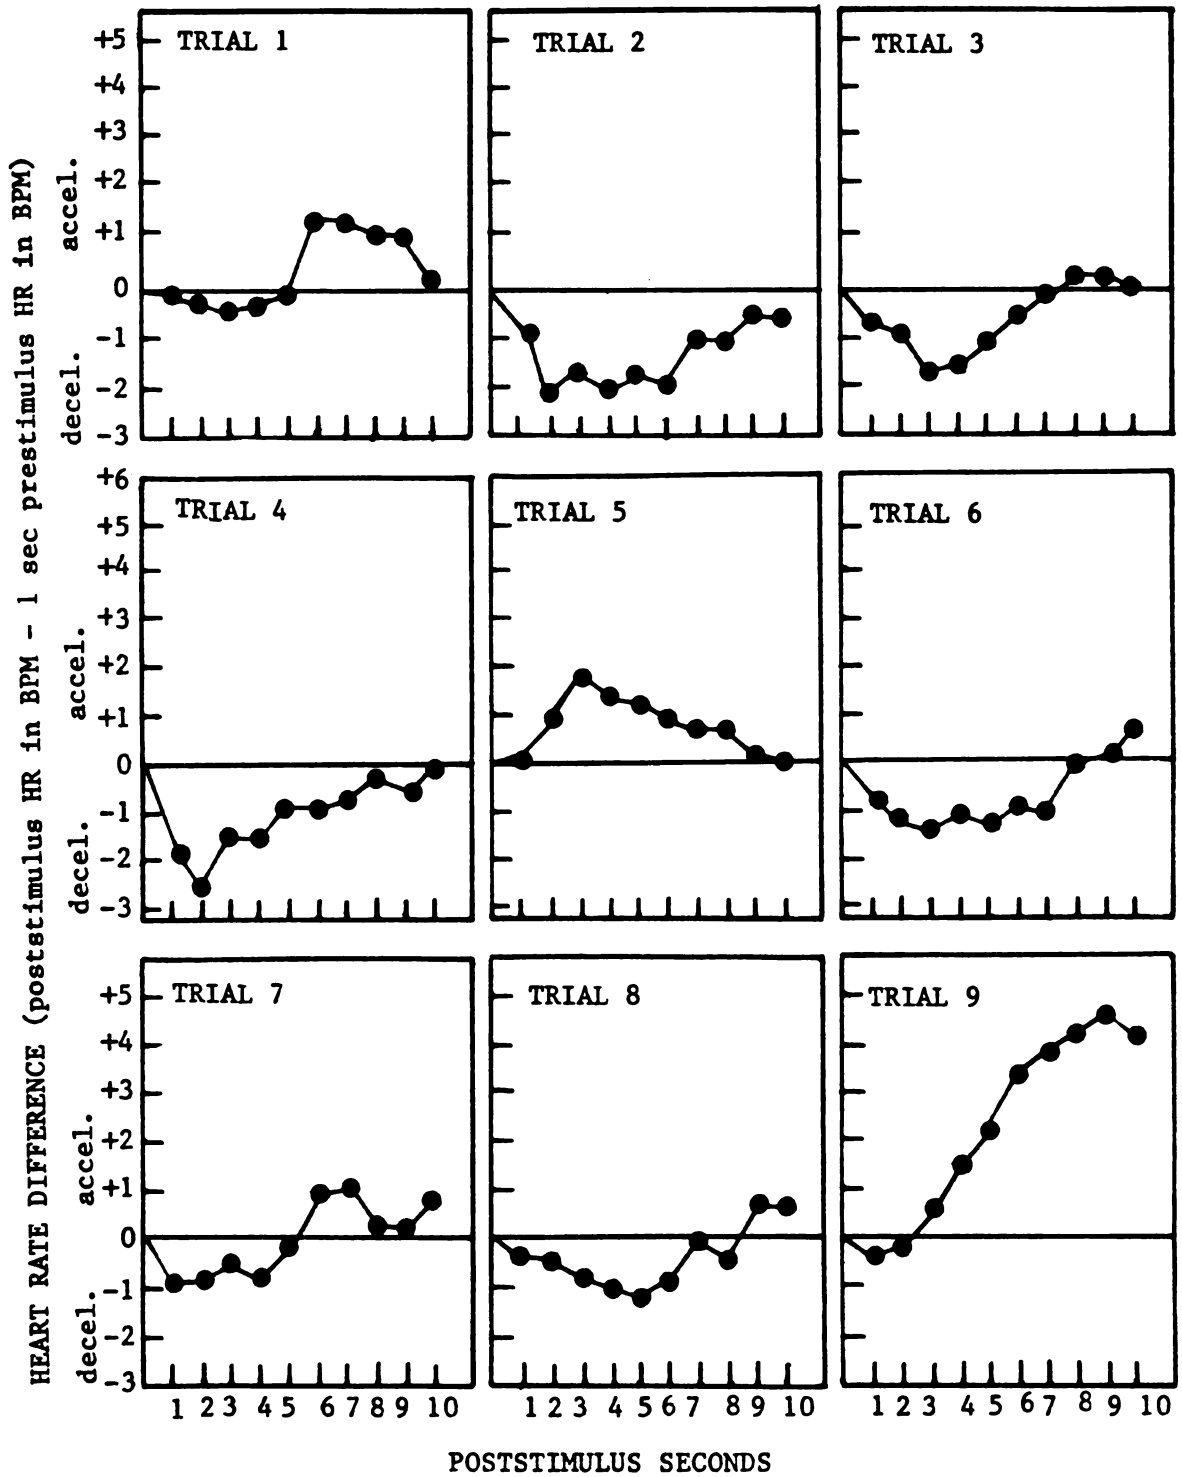 HEART RATE DIFFERENCE (poststimulus HR in BPM - 1 sec prestimulus HR in BPM)
TRIAL 1
TRIAL 2
TRIAL 3
+5
+4
+3
+2
+1
0
-1
-2
-3
accel.
decel.
TRIAL 4
TRIAL 5
TRIAL 6
+6
+5
+4
+3
+2
+1
0
-1
-2
-3
accel.
decel.
TRIAL 7
TRIAL 8
TRIAL 9
+5
+4
+3
+2
+1
0
-1
-2
-3
accel.
decel.
1 2 3 4 5 6 7 8 9 10
1 2 3 4 5 6 7 8 9 10
1 2 3 4 5 6 7 8 9 10
POSTSTIMULUS SECONDS